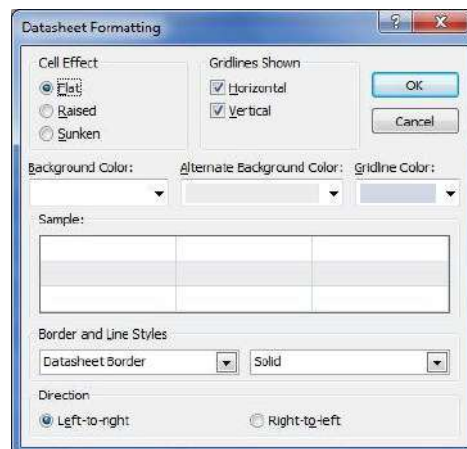 Datasheet Formatting
Cell Effect
Flat
Raised
Sunken
Gridlines Shown
Horizontal
Vertical
OK
Cancel
Background Color:
Alternate Background Color:
Gridline Color:
Sample:
Border and Line Styles
Datasheet Border
Solid
Direction
Left-to-right
Right-to-left